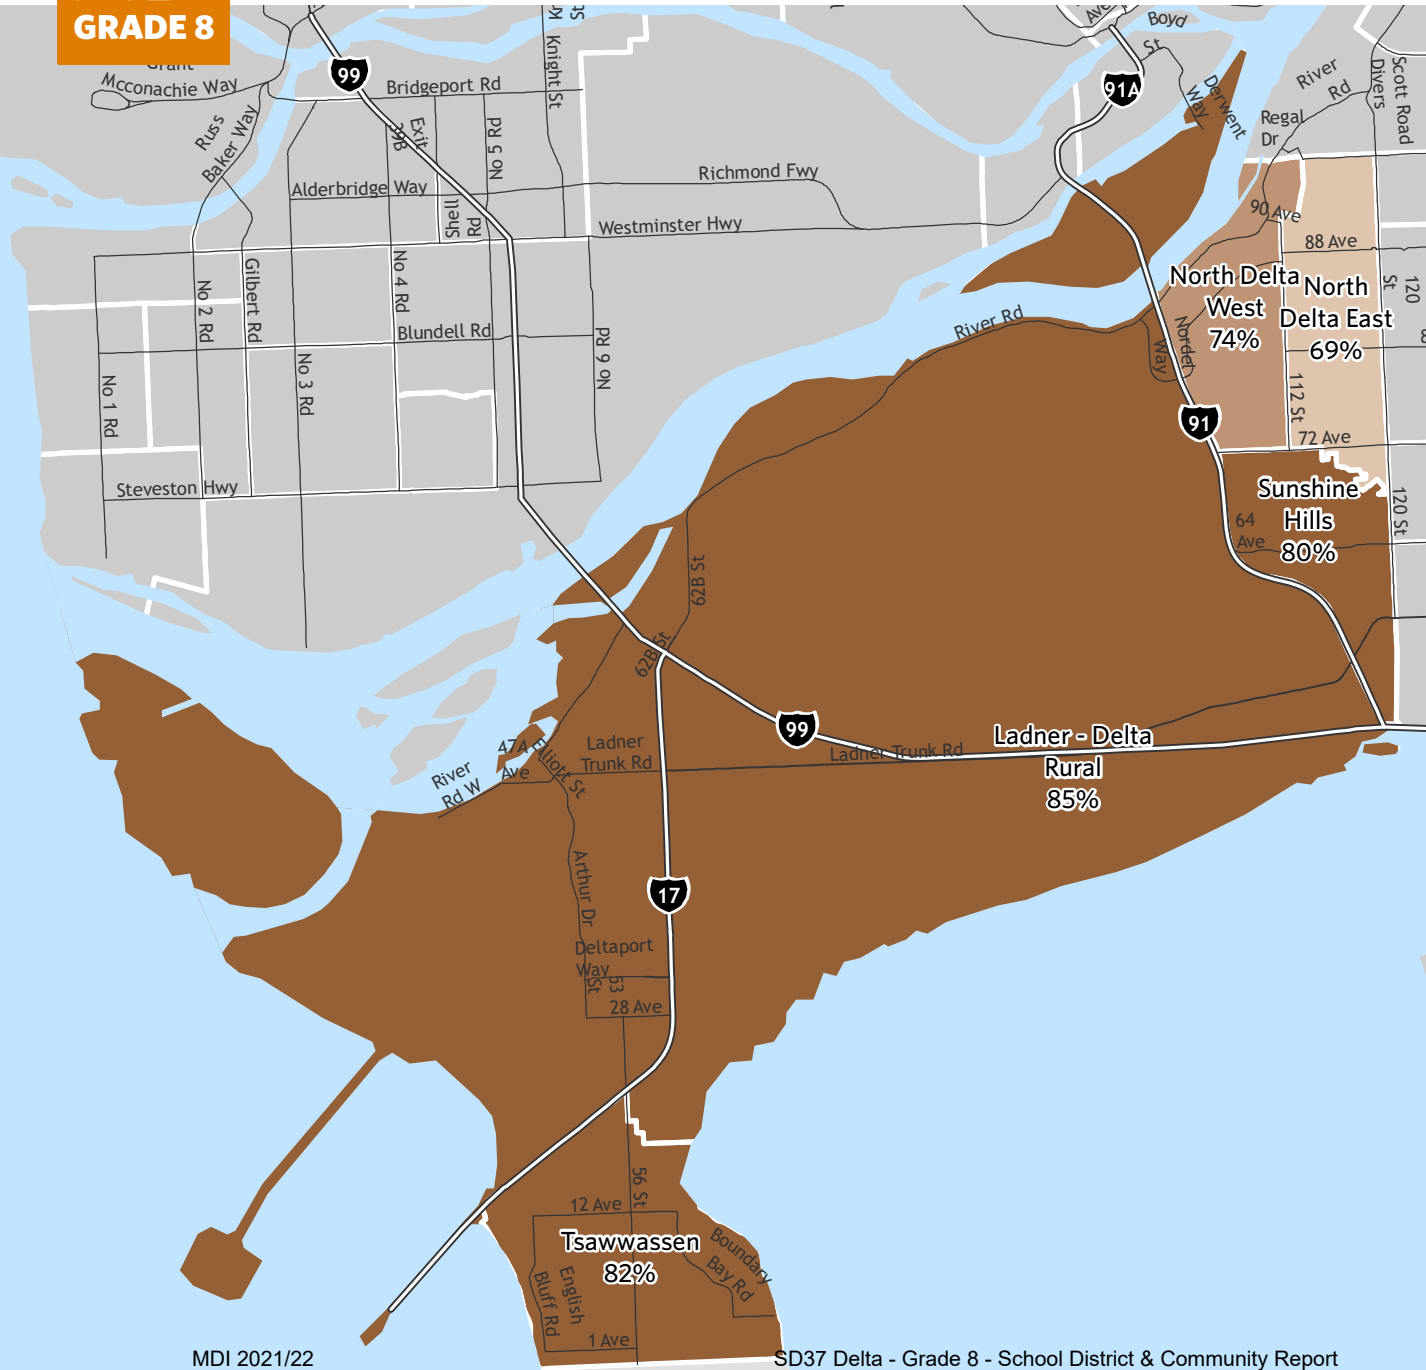 GRADE 8
Mcconachie Way
Russ
Baker Way
99
Bridgeport Rd
Knight St
Exit
39B
No 5 Rd
Alderbridge Way
Shell
Rd
Richmond Fwy
Westminster Hwy
No 2 Rd
Gilbert Rd
No 4 Rd
Blundell Rd
No 6 Rd
No 1 Rd
No 3 Rd
Steveston Hwy
Ave
Boyd
St
91A
Derwent
Way
River
Rd
Divers
Scott Road
Regal
Dr
90 Ave
88 Ave
North Delta
West
74%
North
Delta East
69%
120
St
River Rd
Nordel
Way
112 St
91
72 Ave
Sunshine
Hills
80%
64
Ave
120 St
62B St
62B St
99
Ladner Trunk Rd
Ladner - Delta
Rural
85%
47A
Ave
Elliott St
Ladner
Trunk Rd
River
Rd W
Arthur Dr
17
Deltaport
Way
53
St
28 Ave
56 St
12 Ave
Tsawwassen
82%
Boundary
Bay Rd
English
Bluff Rd
1 Ave
MDI 2021/22
SD37 Delta - Grade 8 - School District & Community Report